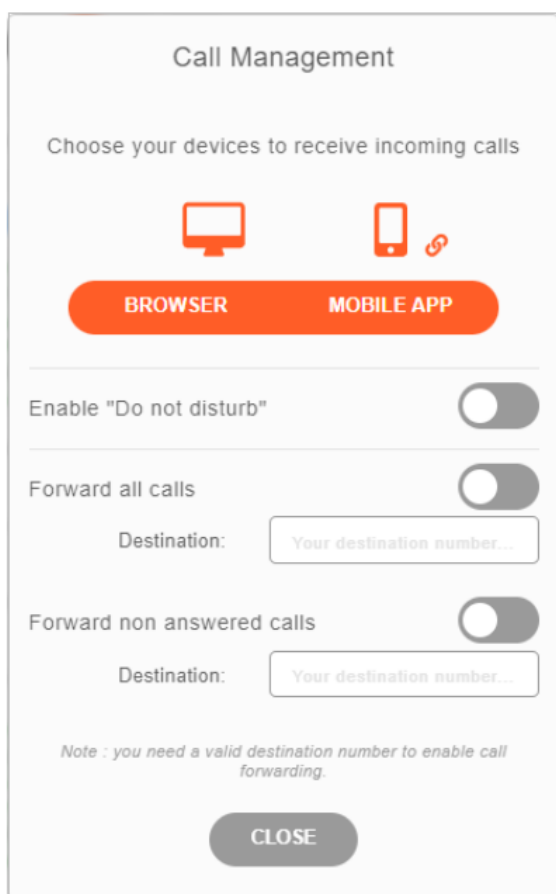 Call Management
Choose your devices to receive incoming calls
BROWSER MOBILE APP
Enable "Do not disturb"
Forward all calls
Destination: Your destination number...
Forward non answered calls
Destination: Your destination number...
Note : you need a valid destination number to enable call
forwarding.
CLOSE